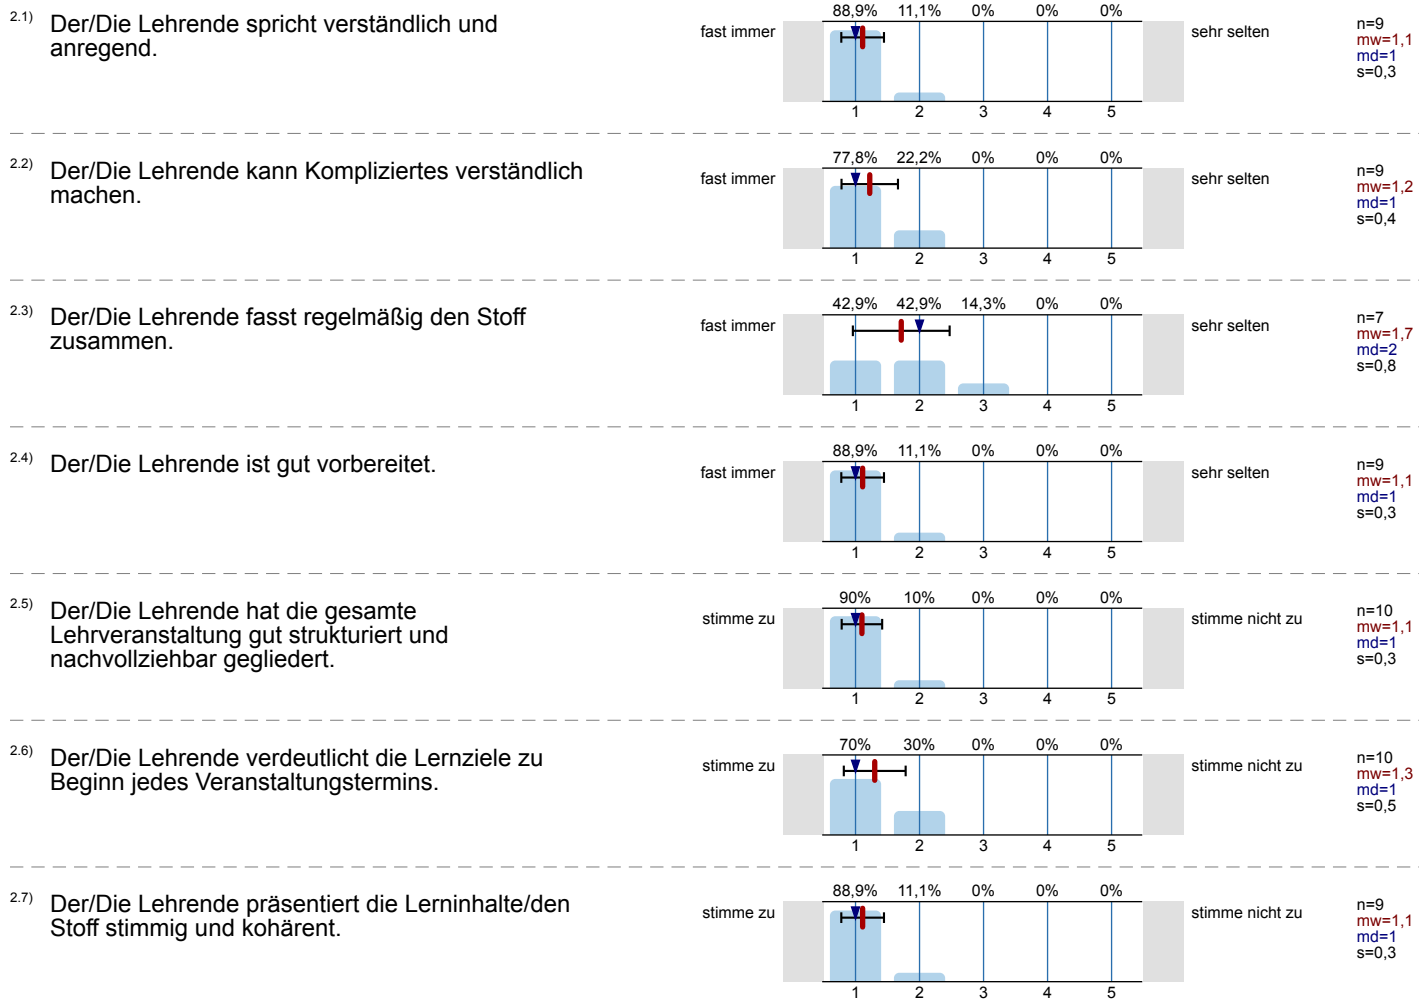 2.1) Der/Die Lehrende spricht verständlich und
anregend.
fast immer
88,9% 11,1% 0% 0% 0%
1 2 3 4 5
sehr selten
n=9
mw=1,1
md=1
s=0,3
2.2) Der/Die Lehrende kann Kompliziertes verständlich
machen.
fast immer
77,8% 22,2% 0% 0% 0%
1 2 3 4 5
sehr selten
n=9
mw=1,2
md=1
s=0,4
2.3) Der/Die Lehrende fasst regelmäßig den Stoff
zusammen.
fast immer
42,9% 42,9% 14,3% 0% 0%
1 2 3 4 5
sehr selten
n=7
mw=1,7
md=2
s=0,8
2.4) Der/Die Lehrende ist gut vorbereitet.
fast immer
88,9% 11,1% 0% 0% 0%
1 2 3 4 5
sehr selten
n=9
mw=1,1
md=1
s=0,3
2.5) Der/Die Lehrende hat die gesamte
Lehrveranstaltung gut strukturiert und
nachvollziehbar gegliedert.
stimme zu
90% 10% 0% 0% 0%
1 2 3 4 5
stimme nicht zu
n=10
mw=1,1
md=1
s=0,3
2.6) Der/Die Lehrende verdeutlicht die Lernziele zu
Beginn jedes Veranstaltungstermins.
stimme zu
70% 30% 0% 0% 0%
1 2 3 4 5
stimme nicht zu
n=10
mw=1,3
md=1
s=0,5
2.7) Der/Die Lehrende präsentiert die Lerninhalte/den
Stoff stimmig und kohärent.
stimme zu
88,9% 11,1% 0% 0% 0%
1 2 3 4 5
stimme nicht zu
n=9
mw=1,1
md=1
s=0,3